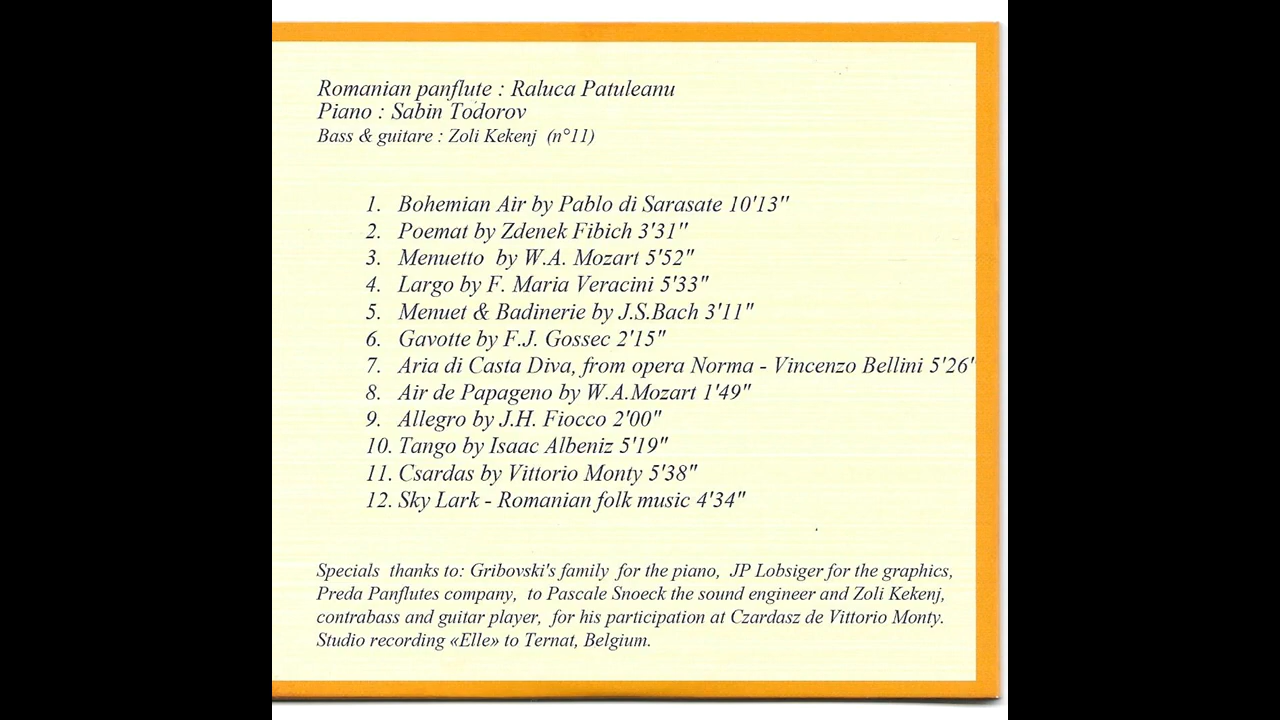 Romanian panflute : Raluca Patuleanu
Piano : Sabin Todorov
Bass & guitare : Zoli Kekenj (n°11)
1. Bohemian Air by Pablo di Sarasate 10'13"
2. Poemat by Zdenek Fibich 3'31"
3. Menuetto by W.A. Mozart 5'52"
4. Largo by F. Maria Veracini 5'33"
5. Menuet & Badinerie by J.S.Bach 3'11"
6. Gavotte by F.J. Gossec 2'15"
7. Aria di Casta Diva, from opera Norma - Vincenzo Bellini 5'26'
8. Air de Papageno by W.A.Mozart 1'49"
9. Allegro by J.H. Fiocco 2'00"
10. Tango by Isaac Albeniz 5'19"
11. Csardas by Vittorio Monty 5'38"
12. Sky Lark - Romanian folk music 4'34"
Specials thanks to: Gribovski's family for the piano, JP Lobsiger for the graphics,
Preda Panflutes company, to Pascale Snoeck the sound engineer and Zoli Kekenj,
contrabass and guitar player, for his participation at Czardasz de Vittorio Monty.
Studio recording «Elle» to Ternat, Belgium.